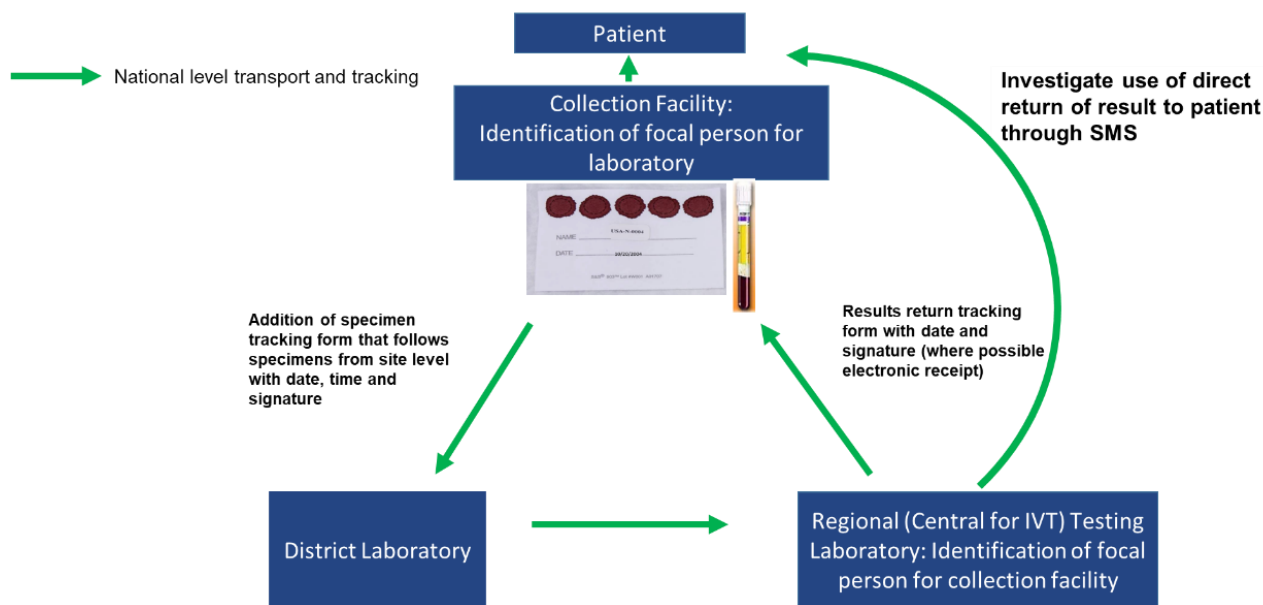 Patient
National level transport and tracking
Collection Facility:
Identification of focal person for
laboratory
Investigate use of direct
return of result to patient
through SMS
NAME
DATE
Addition of specimen
tracking form that follows
specimens from site level
with date, time and
signature
Results return tracking
form with date and
signature (where possible
electronic receipt)
District Laboratory
Regional (Central for IVT) Testing
Laboratory: Identification of focal
person for collection facility